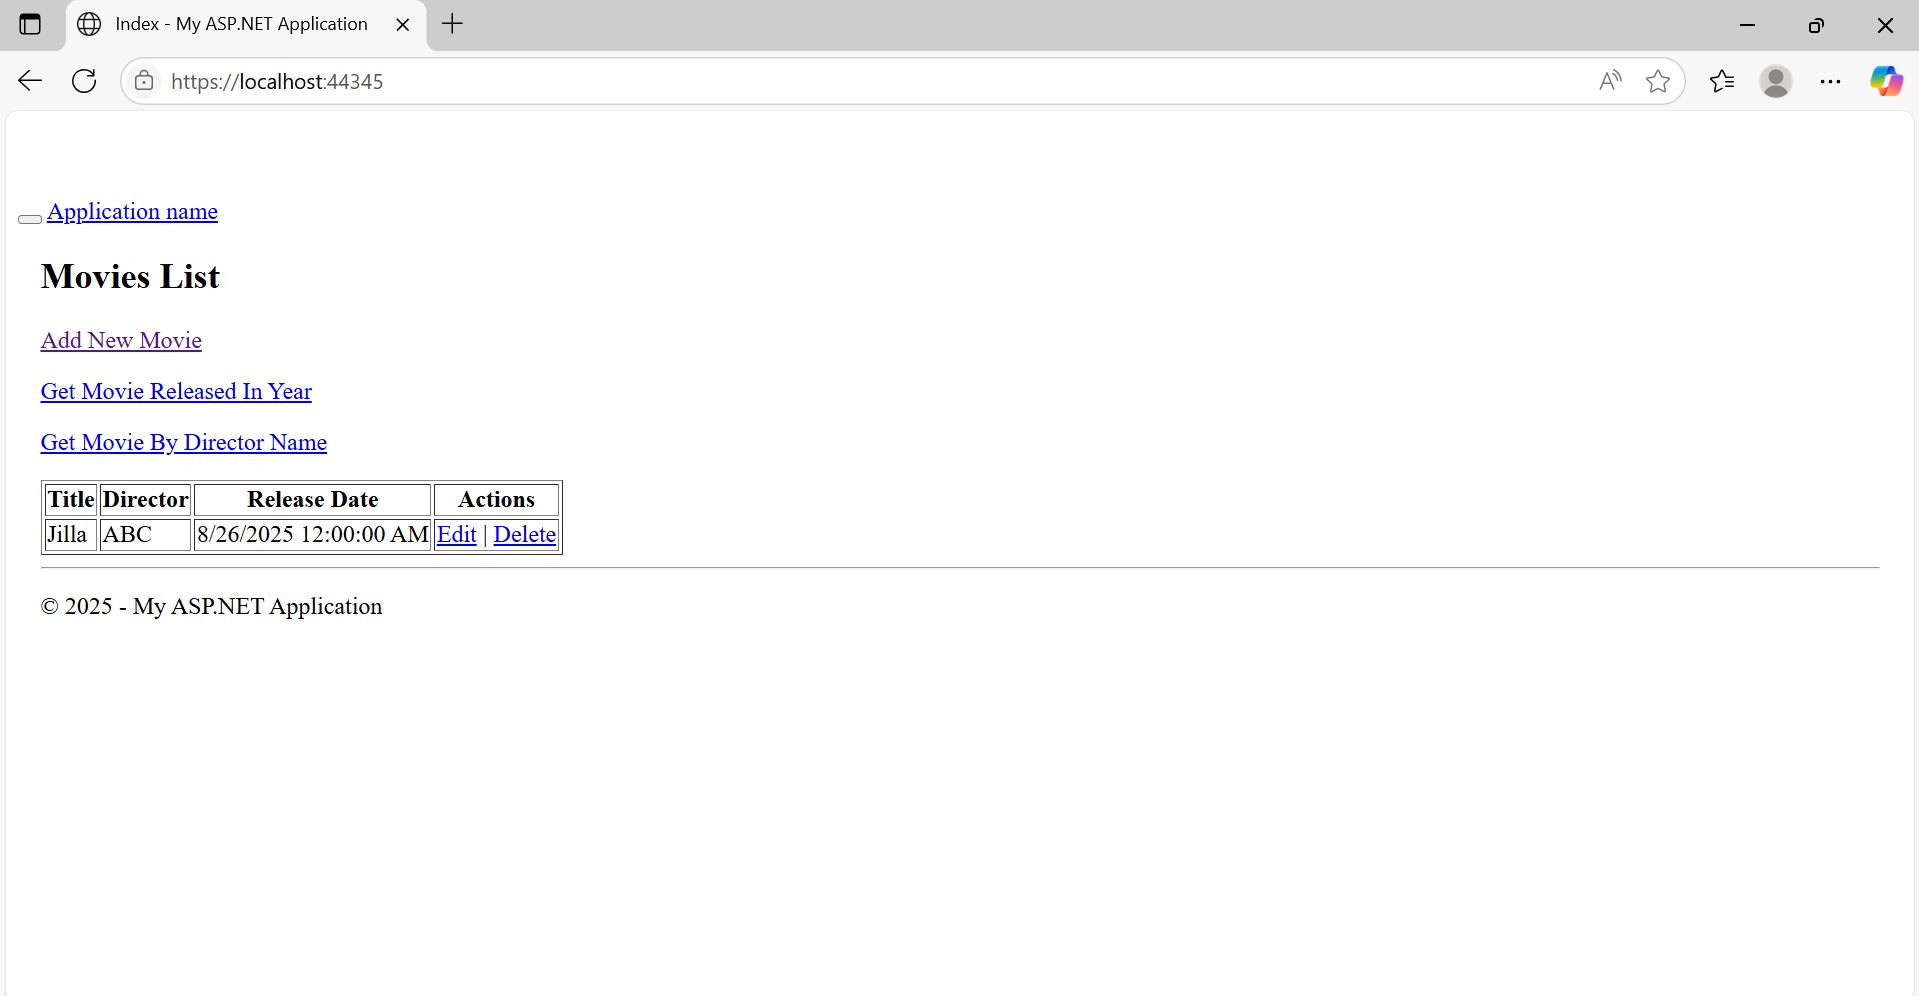 Index - My ASP.NET Application
https://localhost:44345
Application name
Movies List
Add New Movie
Get Movie Released In Year
Get Movie By Director Name
Title Director Release Date Actions
Jilla ABC 8/26/2025 12:00:00 AM Edit | Delete
© 2025 - My ASP.NET Application